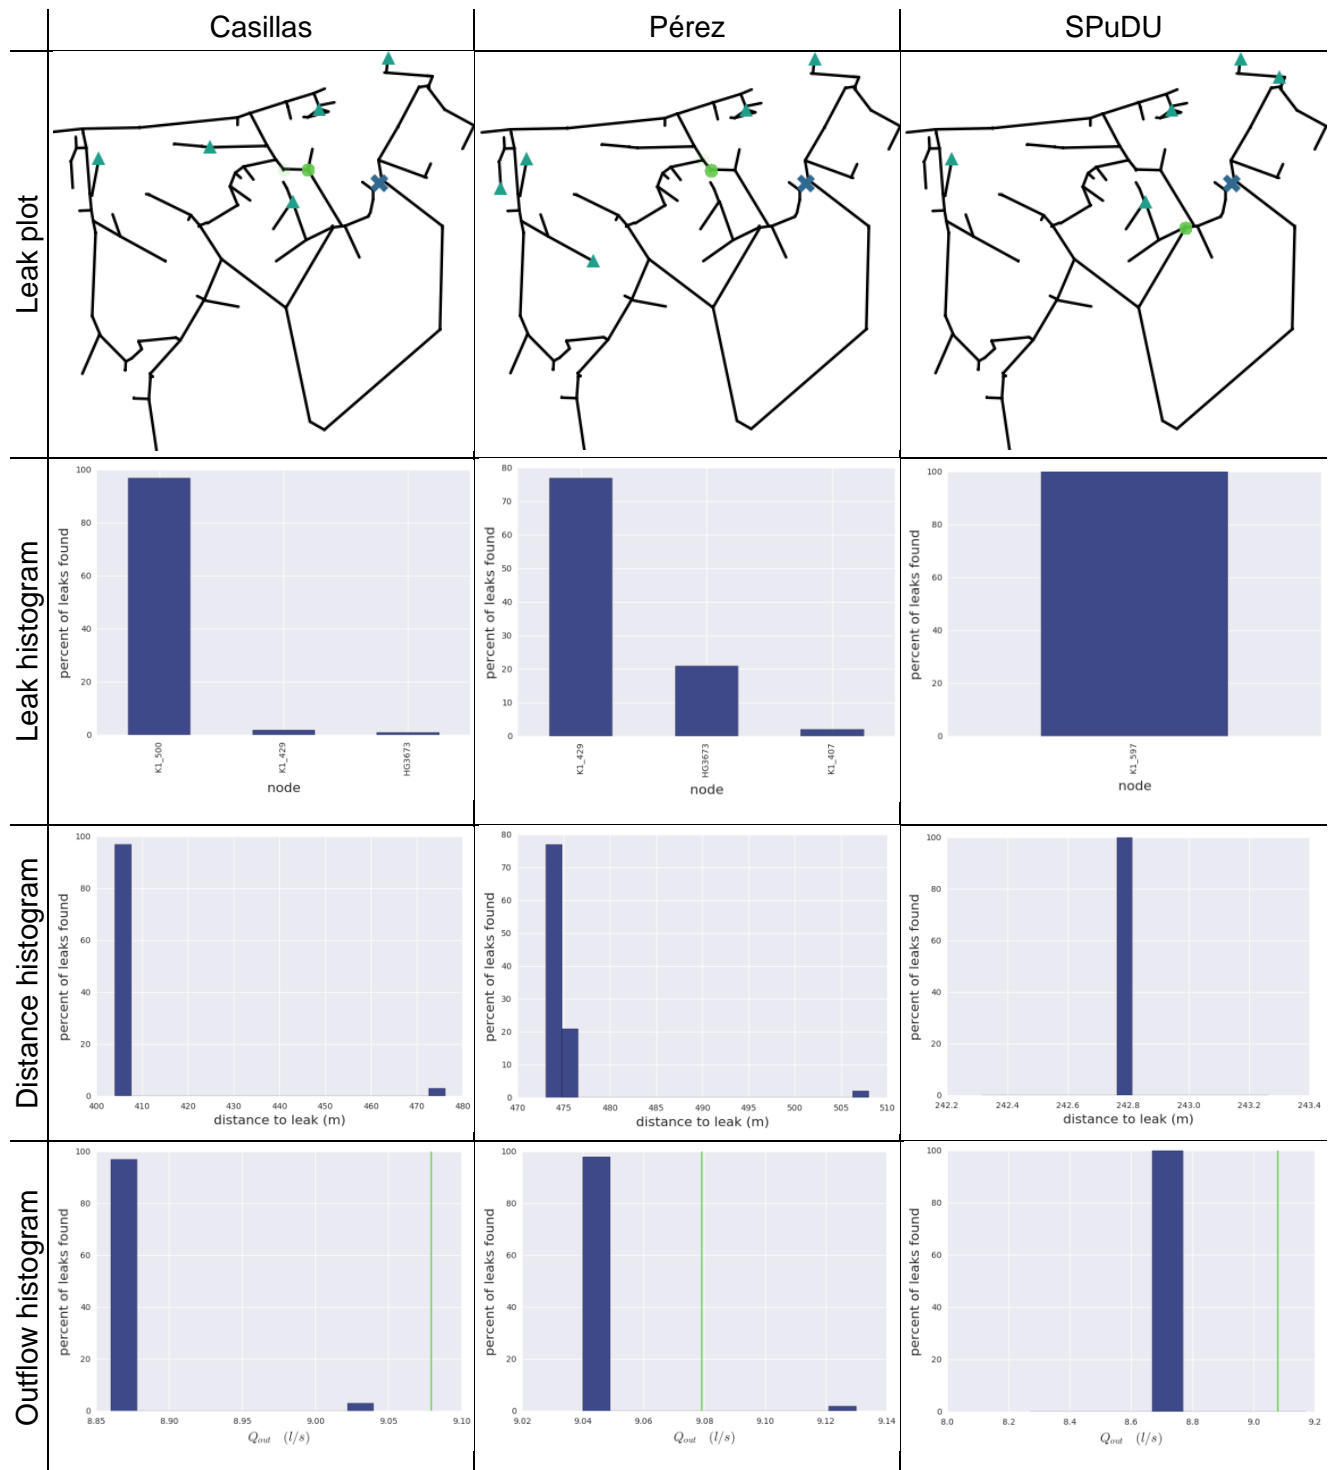 Casillas Pérez SPuDU
Leak plot
Leak histogram
percent of leaks found
100
80
60
40
20
0
K1_500 K1_429 HG3673
node
percent of leaks found
80
70
60
50
40
30
20
10
0
K1_429 HG3673 K1_407
node
percent of leaks found
100
80
60
40
20
0
K1_597
node
Distance histogram
percent of leaks found
100
80
60
40
20
0
400 410 420 430 440 450 460 470 480
distance to leak (m)
percent of leaks found
80
70
60
50
40
30
20
10
0
470 475 480 485 490 495 500 505 510
distance to leak (m)
percent of leaks found
100
80
60
40
20
0
242.2 242.4 242.6 242.8 243.0 243.2 243.4
distance to leak (m)
Outflow histogram
percent of leaks found
100
80
60
40
20
0
8.85 8.90 8.95 9.00 9.05 9.10
Qout (l/s)
percent of leaks found
100
80
60
40
20
0
9.02 9.04 9.06 9.08 9.10 9.12 9.14
Qout (l/s)
percent of leaks found
100
80
60
40
20
0
8.0 8.2 8.4 8.6 8.8 9.0 9.2
Qout (l/s)